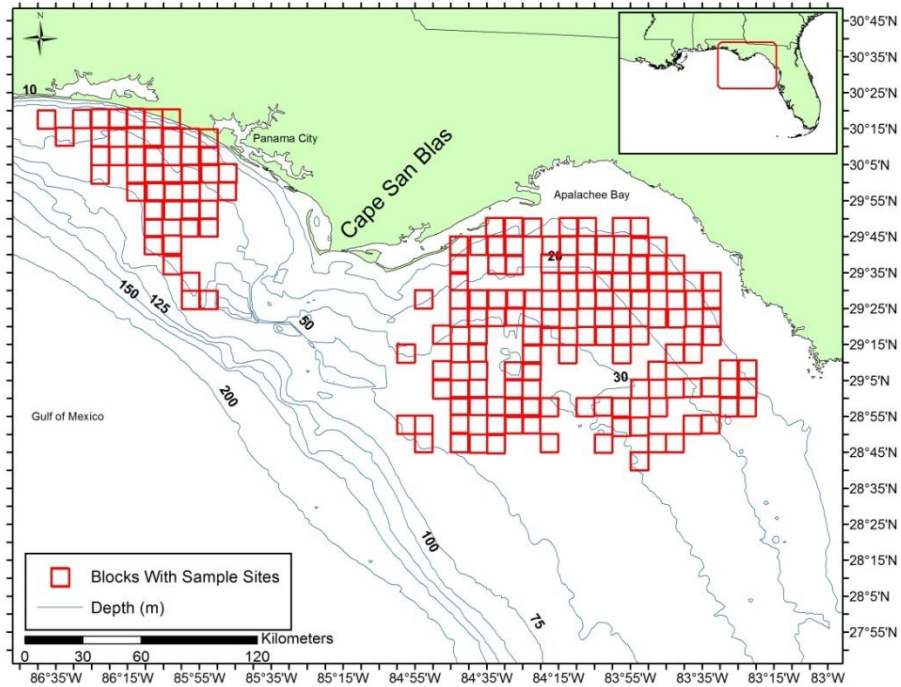 N
30°45'N
30°35'N
10
30°25'N
Panama City
30°15'N
Cape San Blas
30°5'N
Apalachee Bay
29°55'N
29°45'N
20
29°35'N
150
125
50
29°25'N
29°15'N
200
30
29°5'N
Gulf of Mexico
28°55'N
28°45'N
28°35'N
100
28°25'N
28°15'N
75
28°5'N
27°55'N
Blocks With Sample Sites
Depth (m)
Kilometers
0 30 60 120
86°35'W 86°15'W 85°55'W 85°35'W 85°15'W 84°55'W 84°35'W 84°15'W 83°55'W 83°35'W 83°15'W 83°W